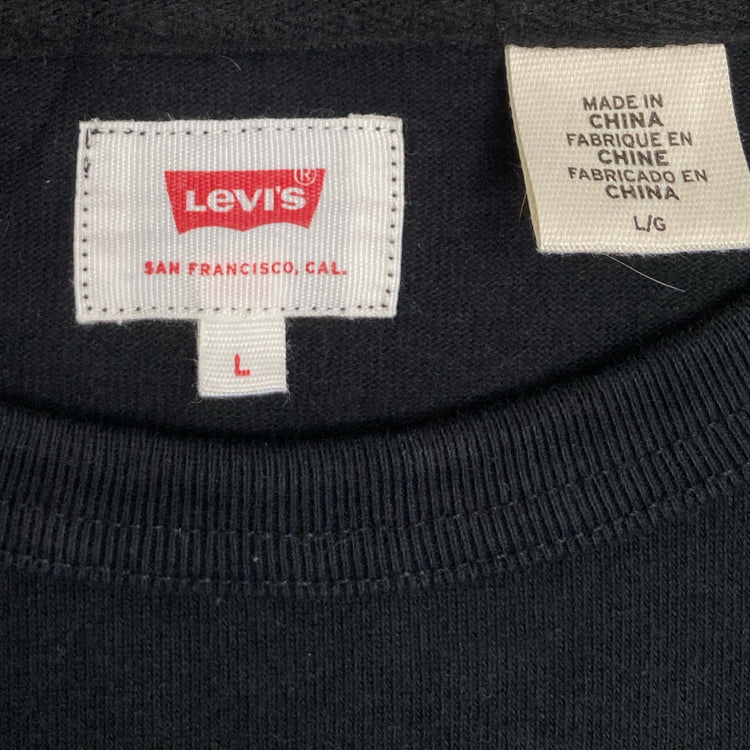 LEVI'S®
SAN FRANCISCO, CAL.
L
MADE IN
CHINA
FABRIQUE EN
CHINE
FABRICADO EN
CHINA
L/G